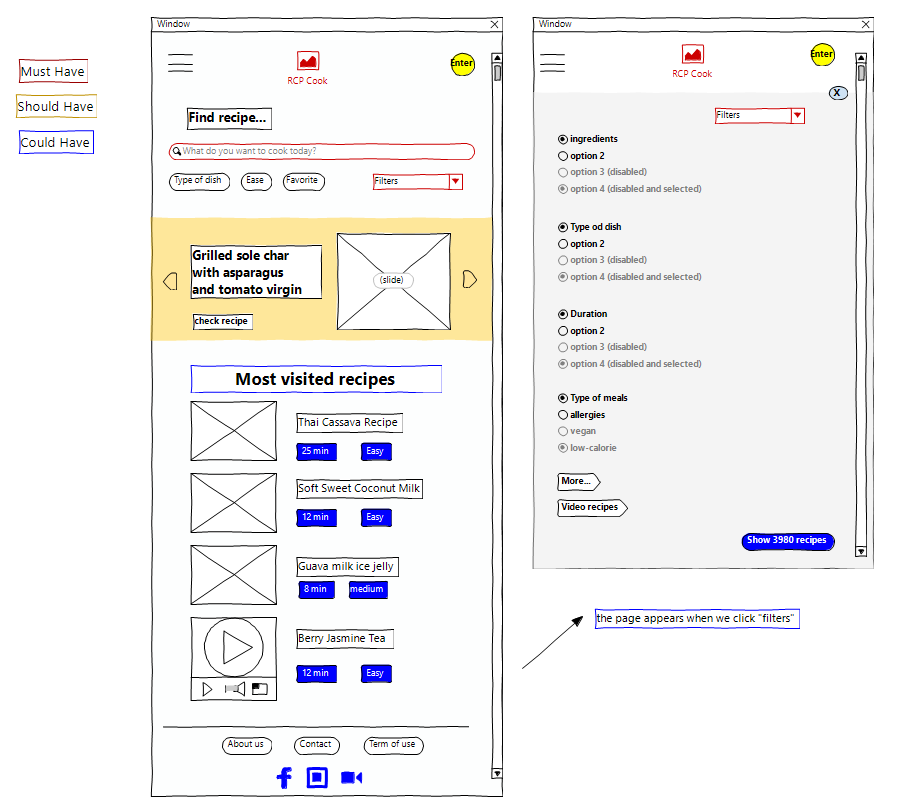 Must Have
Should Have
Could Have
Window
RCP Cook
Enter
Find recipe...
What do you want to cook today?
Type of dish
Ease
Favorite
Filters
Grilled sole char
with asparagus
and tomato virgin
(slide)
check recipe
Most visited recipes
Thai Cassava Recipe
25 min
Easy
Soft Sweet Coconut Milk
12 min
Easy
Guava milk ice jelly
8 min
medium
Berry Jasmine Tea
12 min
Easy
About us
Contact
Term of use
Window
RCP Cook
Enter
X
Filters
ingredients
option 2
option 3 (disabled)
option 4 (disabled and selected)
Type od dish
option 2
option 3 (disabled)
option 4 (disabled and selected)
Duration
option 2
option 3 (disabled)
option 4 (disabled and selected)
Type of meals
allergies
vegan
low-calorie
More...
Video recipes
Show 3980 recipes
the page appears when we click "filters"